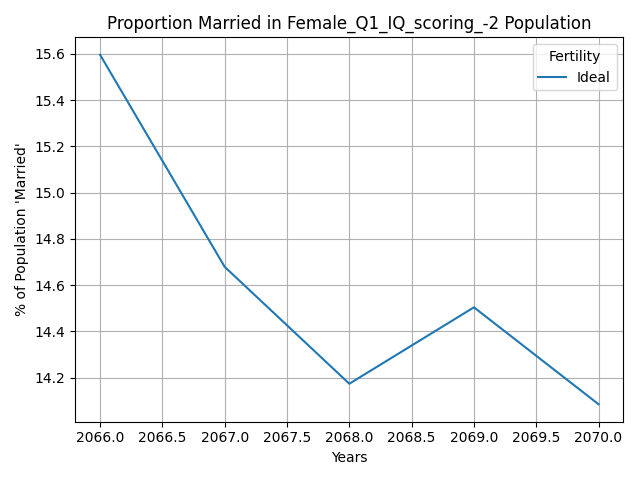 Proportion Married in Female_Q1_IQ_scoring_-2 Population
Fertility
Ideal
% of Population 'Married'
15.6
15.4
15.2
15.0
14.8
14.6
14.4
14.2
2066.0 2066.5 2067.0 2067.5 2068.0 2068.5 2069.0 2069.5 2070.0
Years